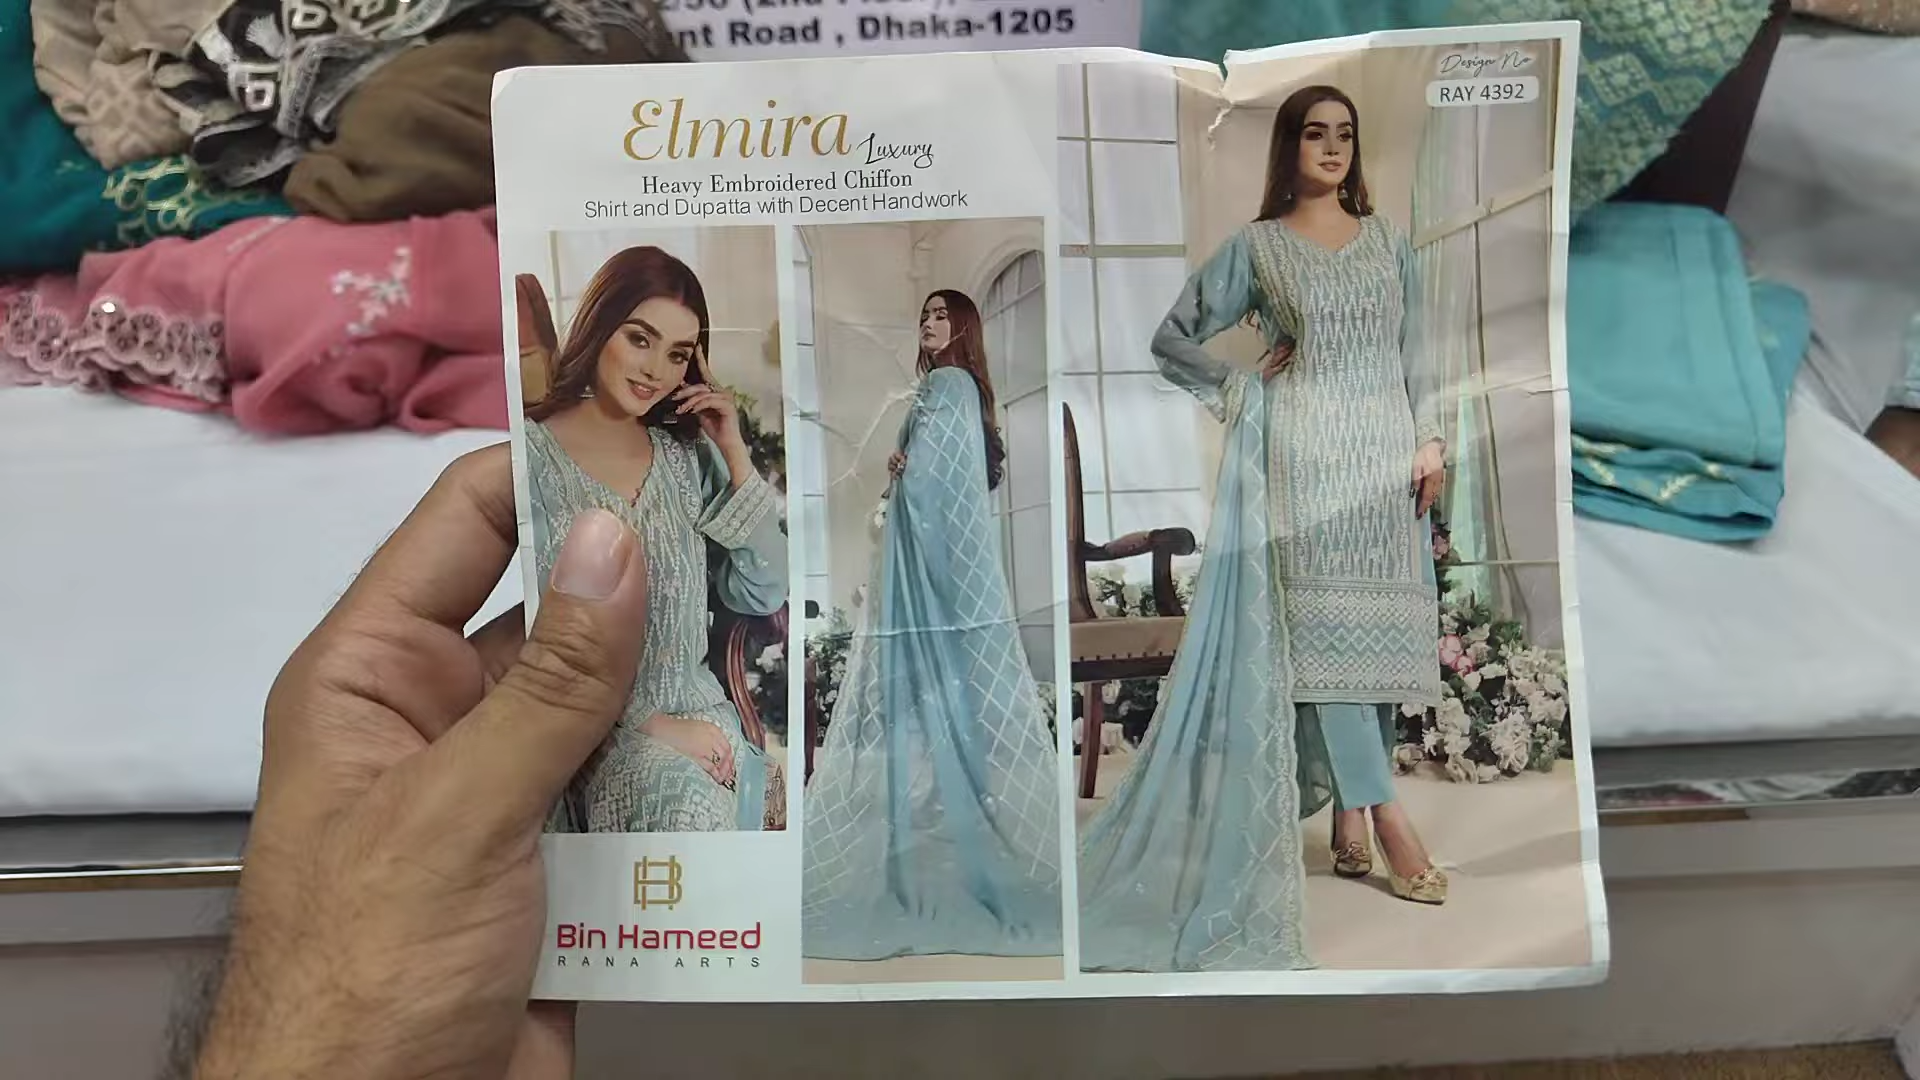 nt Road , Dhaka-1205
Elmira Luxury
Heavy Embroidered Chiffon
Shirt and Dupatta with Decent Handwork
Design No
RAY 4392
Bin Hameed
RANA ARTS